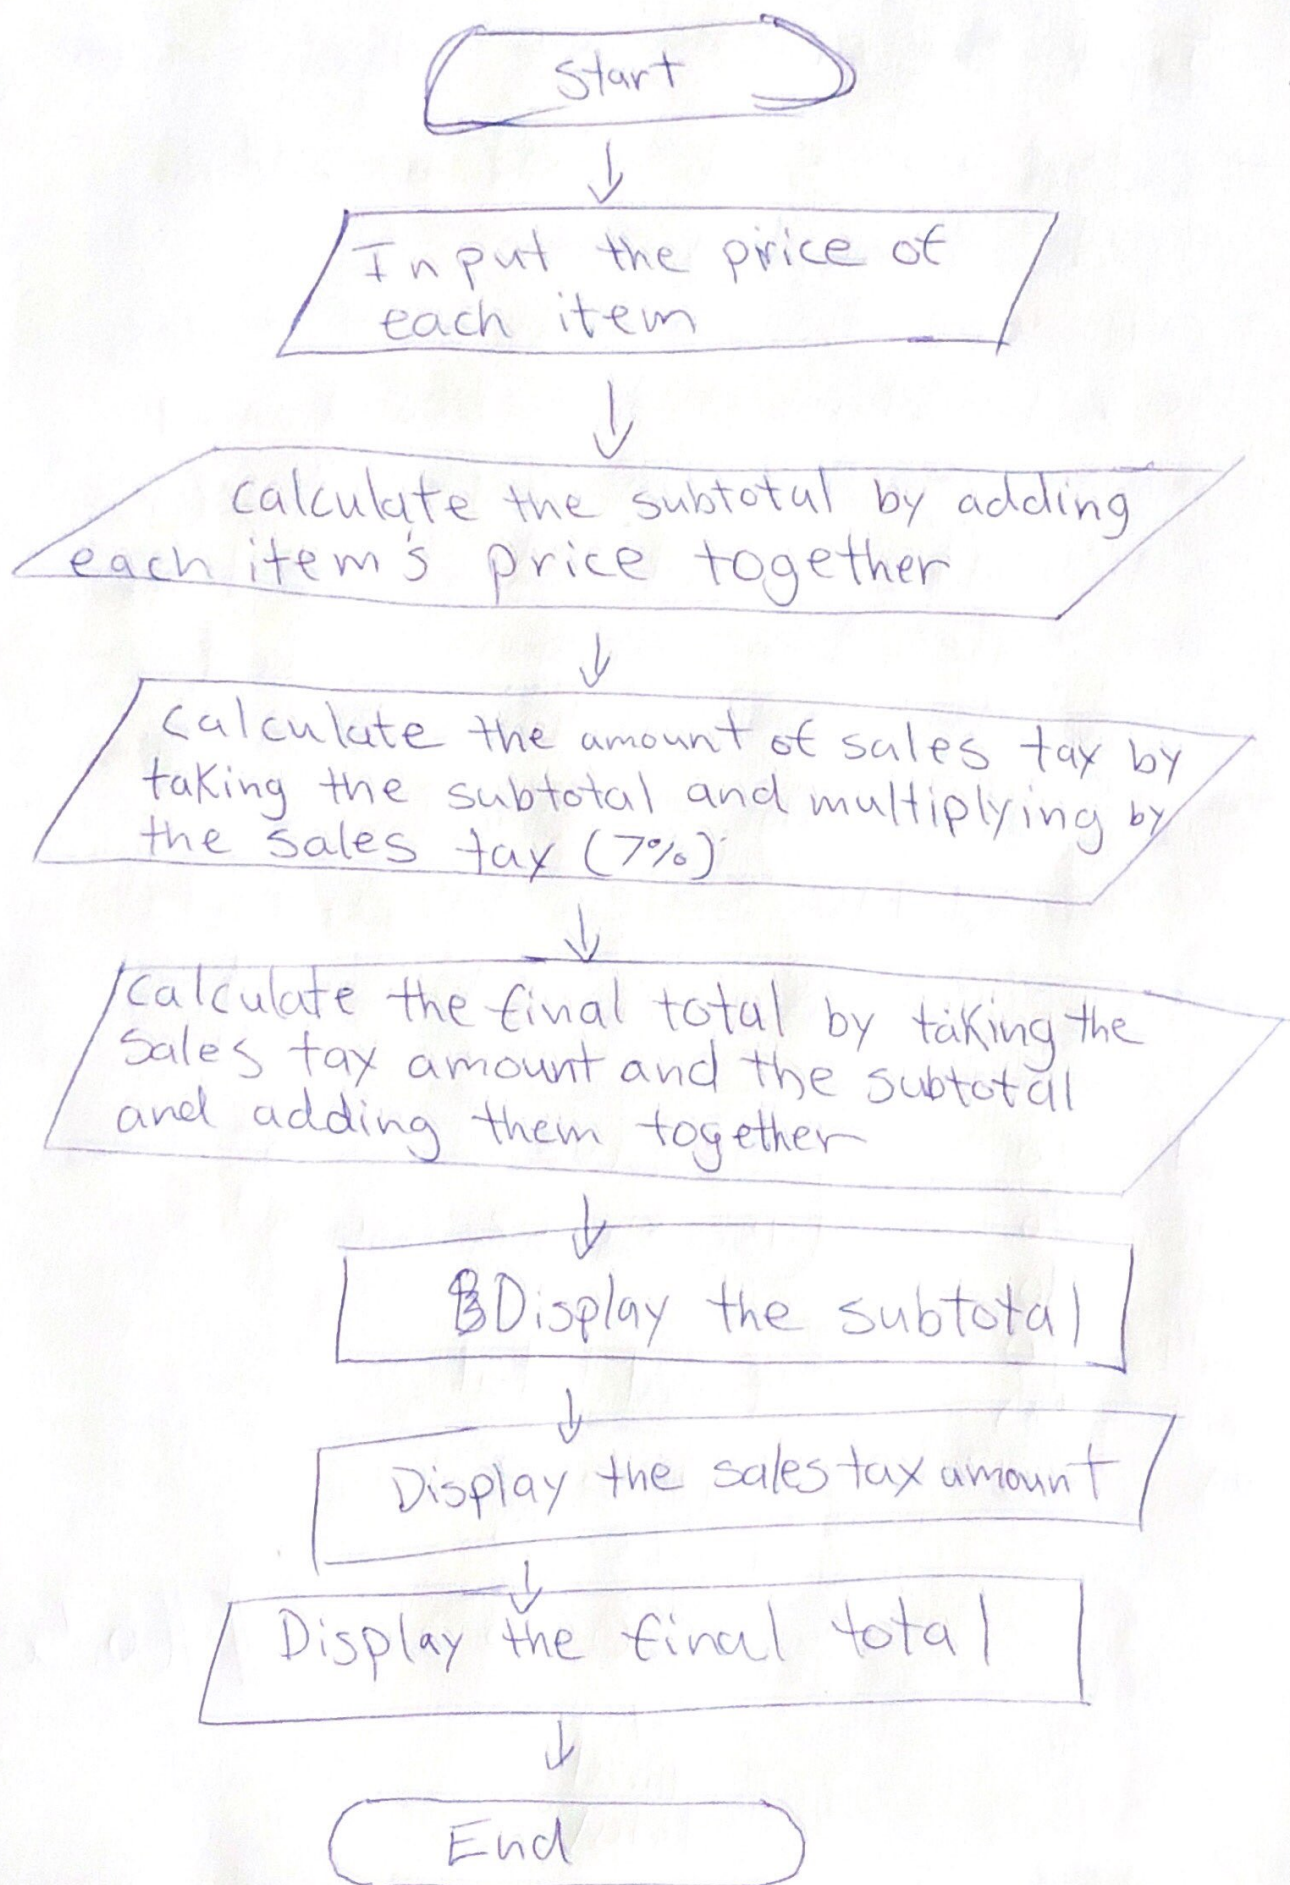 Start
Input the price of
each item
Calculate the subtotal by adding
each item's price together
Calculate the amount of sales tax by
taking the subtotal and multiplying by
the sales tax (7%)
Calculate the final total by taking the
sales tax amount and the subtotal
and adding them together
Display the subtotal
Display the sales tax amount
Display the final total
End